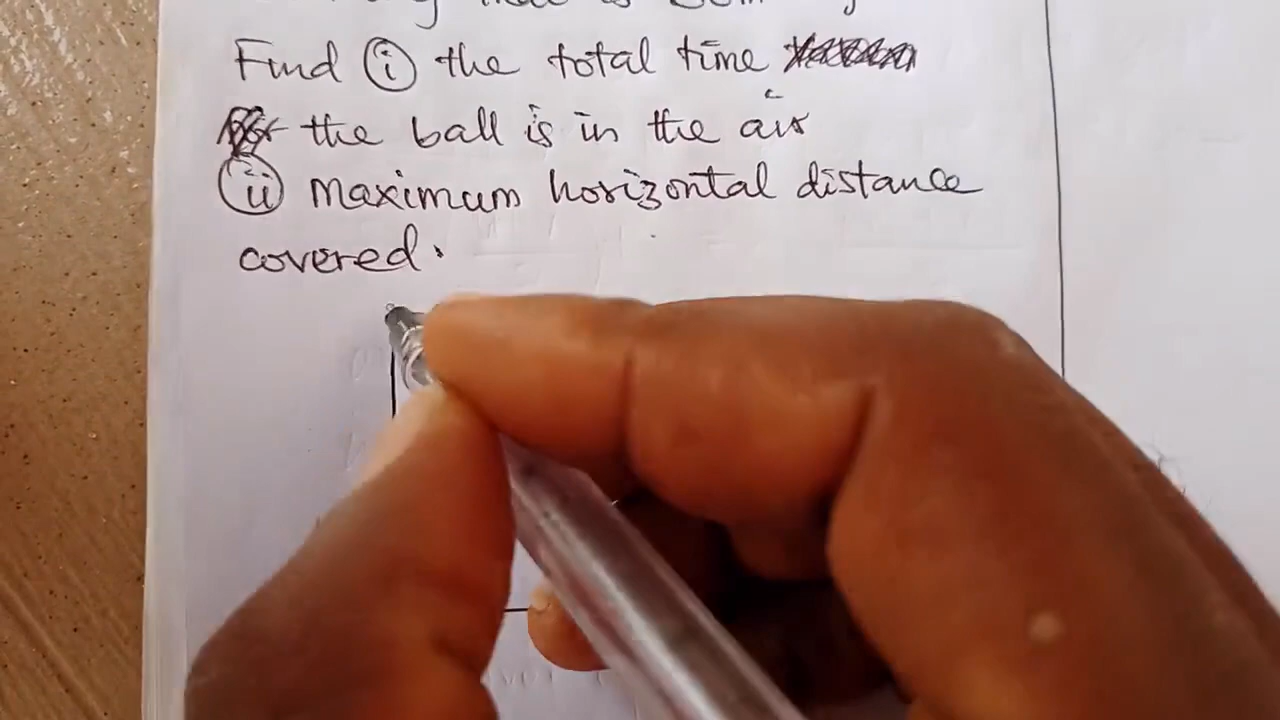 Find (i) the total time
the ball is in the air
(ii) maximum horizontal distance
covered.